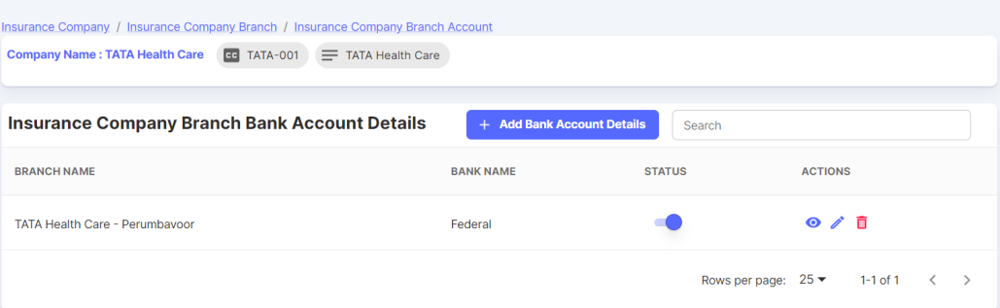 Insurance Company / Insurance Company Branch / Insurance Company Branch Account
Company Name : TATA Health Care CC TATA-001 TATA Health Care
Insurance Company Branch Bank Account Details + Add Bank Account Details Search
BRANCH NAME BANK NAME STATUS ACTIONS
TATA Health Care - Perumbavoor Federal
Rows per page: 25 1-1 of 1